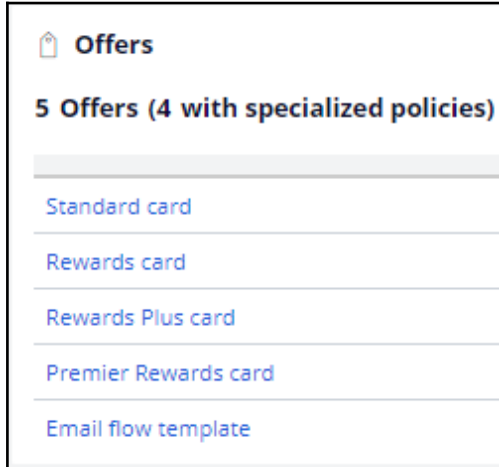 Offers
5 Offers (4 with specialized policies)
Standard card
Rewards card
Rewards Plus card
Premier Rewards card
Email flow template